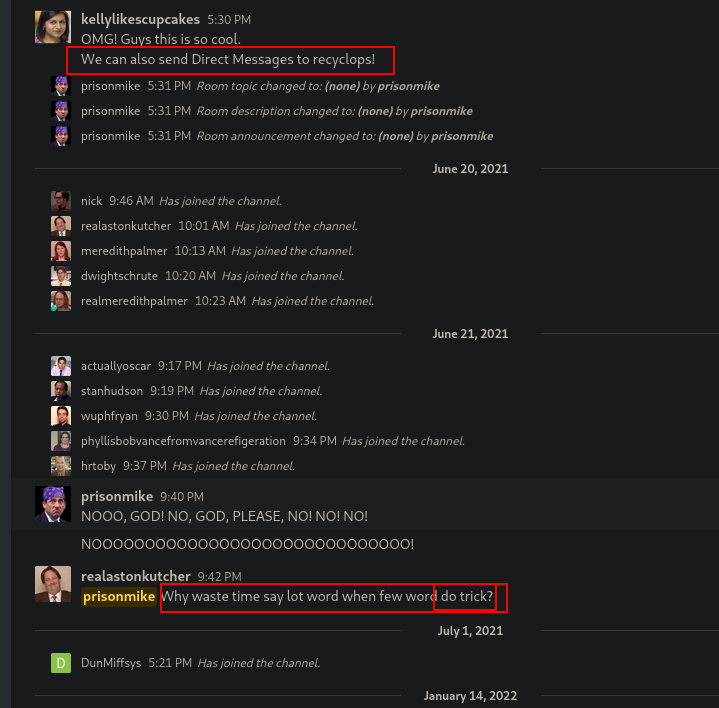 kellylikescupcakes 5:30 PM
OMG! Guys this is so cool.
We can also send Direct Messages to recyclops!
prisonmike 5:31 PM Room topic changed to: (none) by prisonmike
prisonmike 5:31 PM Room description changed to: (none) by prisonmike
prisonmike 5:31 PM Room announcement changed to: (none) by prisonmike
June 20, 2021
nick 9:46 AM Has joined the channel.
realastonkutcher 10:01 AM Has joined the channel.
meredithpalmer 10:13 AM Has joined the channel.
dwightschrute 10:20 AM Has joined the channel.
realmeredithpalmer 10:23 AM Has joined the channel.
June 21, 2021
actuallyoscar 9:17 PM Has joined the channel.
stanhudson 9:19 PM Has joined the channel.
wuphfryan 9:30 PM Has joined the channel.
phyllisbobvancefromvancerefigeration 9:34 PM Has joined the channel.
hrtoby 9:37 PM Has joined the channel.
prisonmike 9:40 PM
NOOO, GOD! NO, GOD, PLEASE, NO! NO! NO!
NOOOOOOOOOOOOOOOOOOOOOOOOOOOOOO!
realastonkutcher 9:42 PM
prisonmike Why waste time say lot word when few word do trick?
July 1, 2021
D DunMiffsys 5:21 PM Has joined the channel.
January 14, 2022